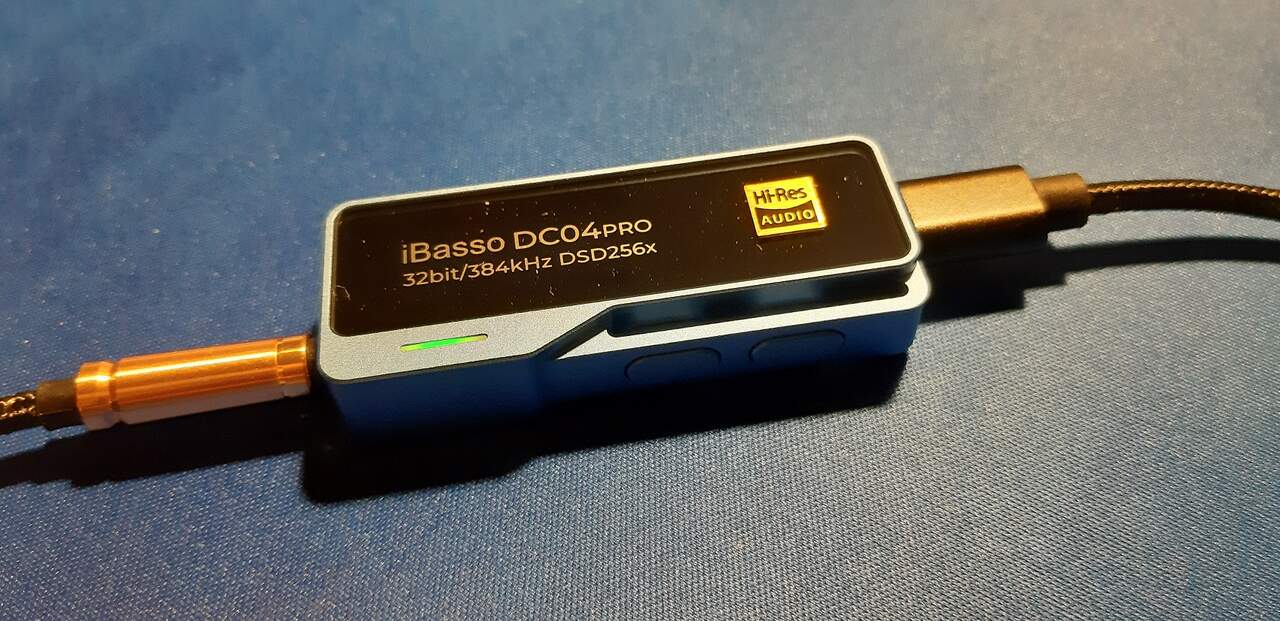 iBasso DC04PRO
32bit/384kHz DSD256x
Hi-Res
AUDIO